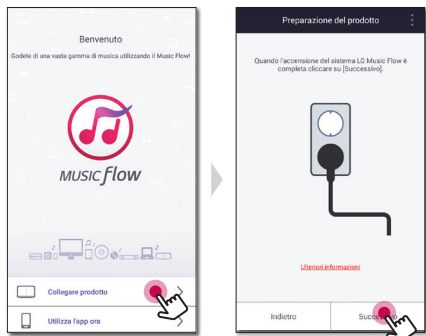 Benvenuto
Godete di una vasta gamma di musica utilizzando il Music Flow!
MUSIC flow
Collegare prodotto
Utilizza l'app ora
Preparazione del prodotto
Quando l'accensione del sistema LG Music Flow è
completa cliccare su [Successivo].
Ulteriori informazioni
Indietro